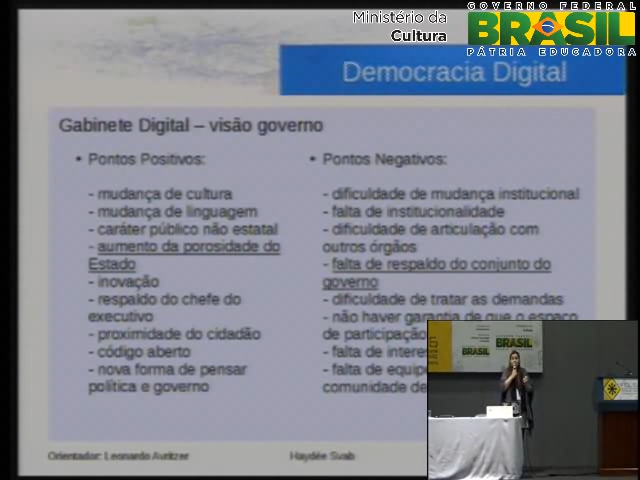 Ministério da
Cultura
GOVERNO FEDERAL
BRASIL
PÁTRIA EDUCADORA
Democracia Digital
Gabinete Digital – visão governo
• Pontos Positivos:
- mudança de cultura
- mudança de linguagem
- caráter público não estatal
- aumento da porosidade do
Estado
- inovação
- respaldo do chefe do
executivo
- proximidade do cidadão
- código aberto
- nova forma de pensar
política e governo
• Pontos Negativos:
- dificuldade de mudança institucional
- falta de institucionalidade
- dificuldade de articulação com
outros órgãos
- falta de respaldo do conjunto do
governo
- dificuldade de tratar as demandas
- não haver garantia de que o espaço
de participação
- falta de
- falta de
comunidade
Orientador: Leonardo Avritzer
Haydée Svab
BRASIL
BRASIL